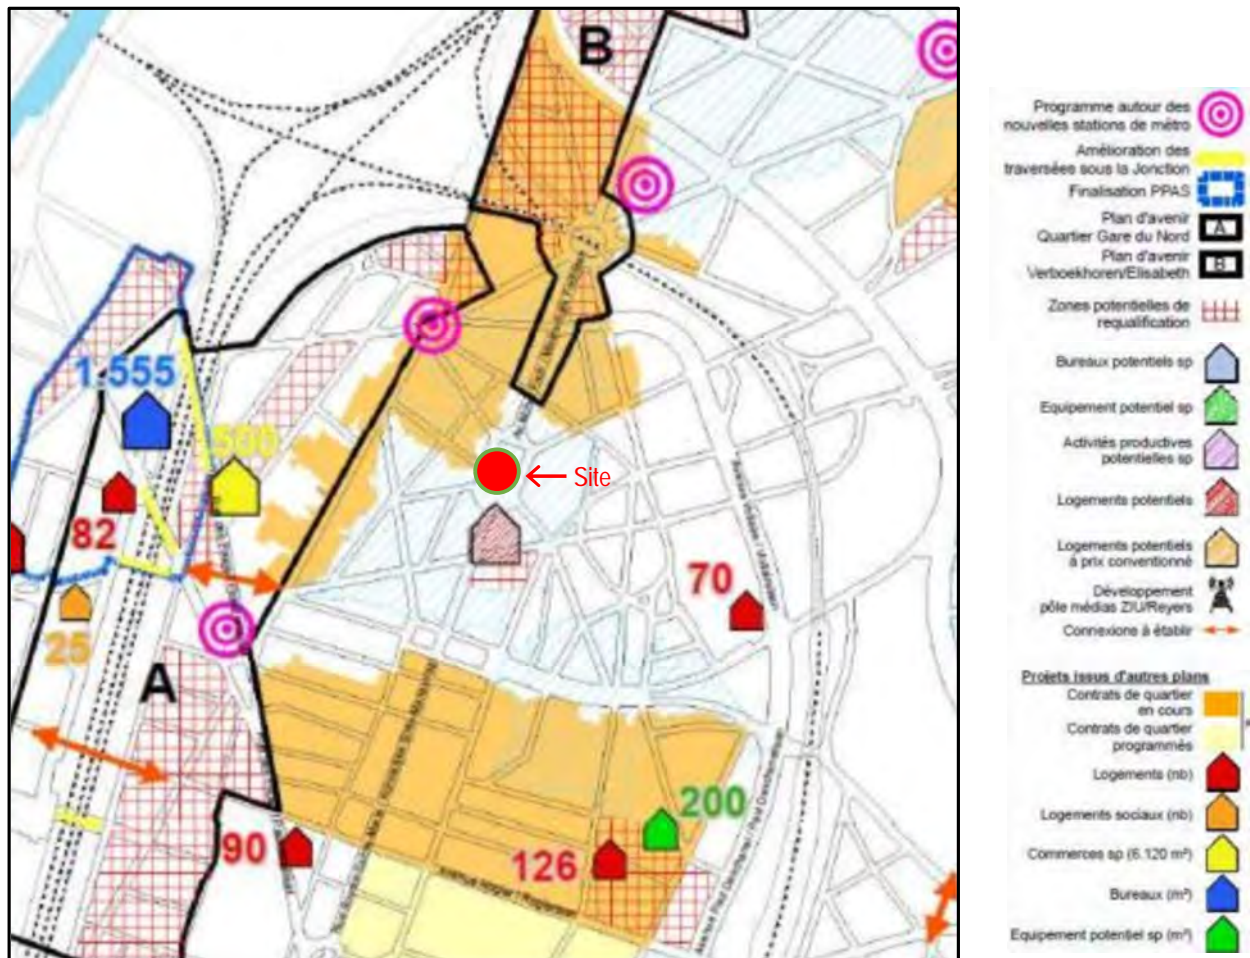 B
1.555
500
Site
82
70
25
A
200
90
126
Programme autour des
nouvelles stations de métro
Amélioration des
traversées sous la Jonction
Finalisation PPAS
Plan d'avenir
Quartier Gare du Nord
A
Plan d'avenir
Verboekhoren/Elisabeth
B
Zones potentielles de
requalification
Bureaux potentiels sp
Equipement potentiel sp
Activités productives
potentielles sp
Logements potentiels
Logements potentiels
à prix conventionné
Développement
pôle médias ZIU/Reyers
Connexions à établir
Projets issus d'autres plans
Contrats de quartier
en cours
Contrats de quartier
programmés
Logements (nb)
Logements sociaux (nb)
Commerces sp (6.120 m²)
Bureaux (m²)
Equipement potentiel sp (m²)